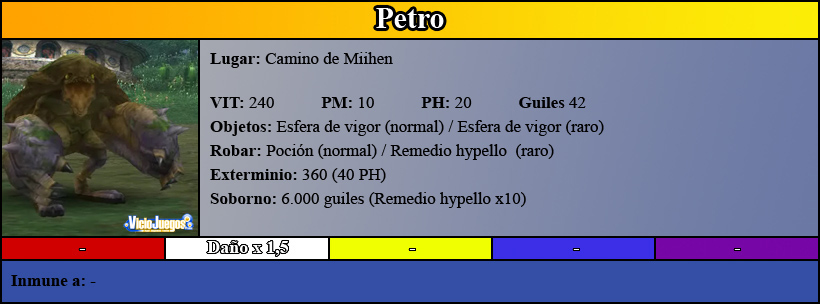 Petro
Lugar: Camino de Miihen
VIT: 240 PM: 10 PH: 20 Guiles 42
Objetos: Esfera de vigor (normal) / Esfera de vigor (raro)
Robar: Poción (normal) / Remedio hypello (raro)
Exterminio: 360 (40 PH)
Soborno: 6.000 guiles (Remedio hypello x10)
VicioJuegos
- Daño x 1,5 - - -
Inmune a: -